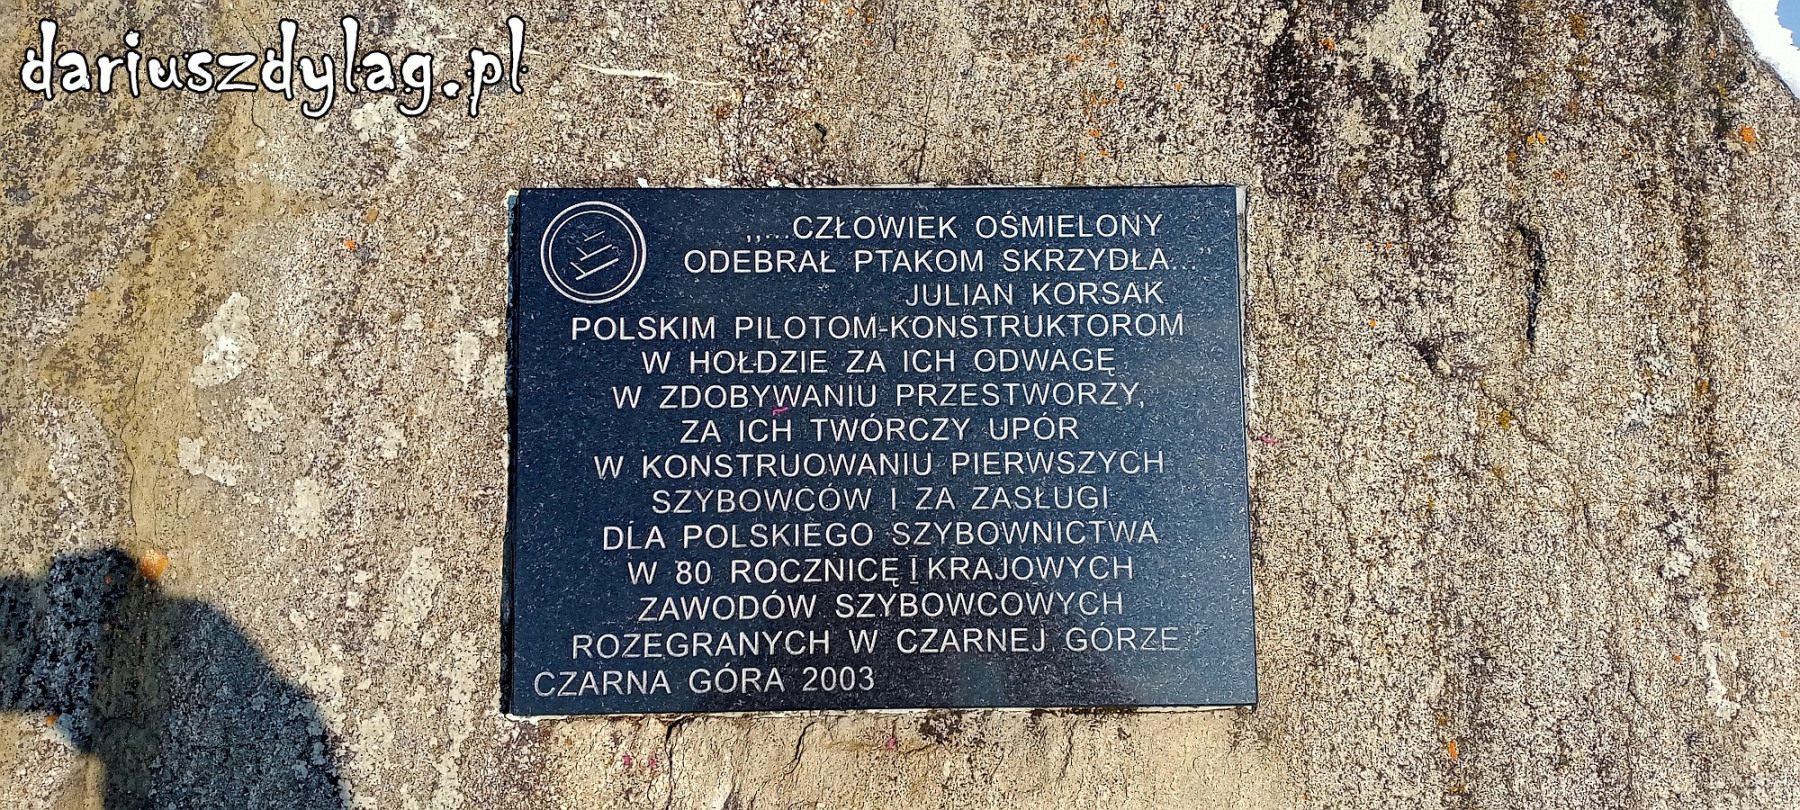 dariuszdylag.pl
,,...CZŁOWIEK OŚMIELONY
ODEBRAŁ PTAKOM SKRZYDŁA..."
JULIAN KORSAK
POLSKIM PILOTOM-KONSTRUKTOROM
W HOŁDZIE ZA ICH ODWAGĘ
W ZDOBYWANIU PRZESTWORZY,
ZA ICH TWÓRCZY UPÓR
W KONSTRUOWANIU PIERWSZYCH
SZYBOWCÓW I ZA ZASŁUGI
DLA POLSKIEGO SZYBOWNICTWA
W 80 ROCZNICĘ I KRAJOWYCH
ZAWODÓW SZYBOWCOWYCH
ROZEGRANYCH W CZARNEJ GÓRZE
CZARNA GÓRA 2003